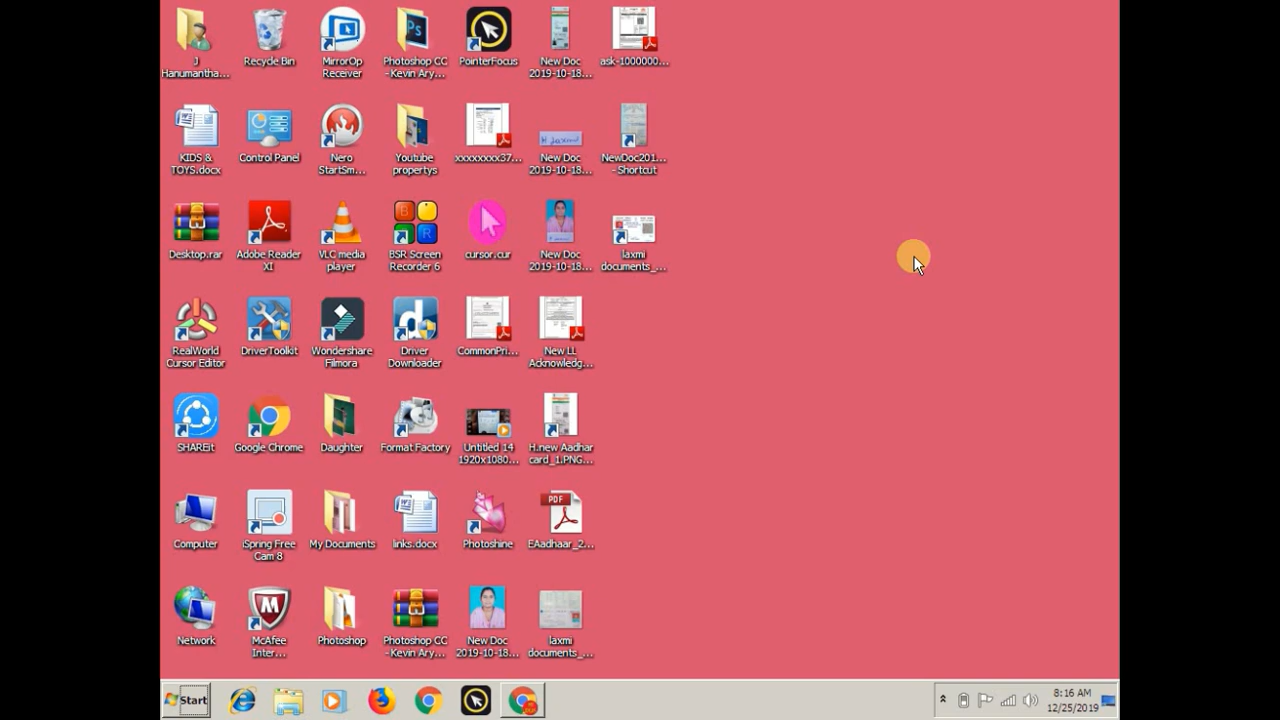 J
Hanumantha...
Recycle Bin
MirrorOp
Receiver
Photoshop CC
-Kevin Ary...
PointerFocus
New Doc
2019-10-18...
ask-1000000...
KIDS &
TOYS.docx
Control Panel
Nero
StartSm...
Youtube
propertys
xxxxxxxx37...
New Doc
2019-10-18...
NewDoc201...
- Shortcut
Desktop.rar
Adobe Reader
XI
VLC media
player
BSR Screen
Recorder 6
cursor.cur
New Doc
2019-10-18...
laxmi
documents_...
RealWorld
Cursor Editor
DriverToolkit
Wondershare
Filmora
Driver
Downloader
CommonPri...
New LL
Acknowledg...
SHAREit
Google Chrome
Daughter
Format Factory
Untitled 14
1920x1080...
H.new Aadhar
card_1.PNG...
Computer
iSpring Free
Cam 8
My Documents
links.docx
Photoshine
PDF
EAadhaar_2...
Network
McAfee
Inter...
Photoshop
Photoshop CC
-Kevin Ary...
New Doc
2019-10-18...
laxmi
documents_...
Start
8:16 AM
12/25/2019